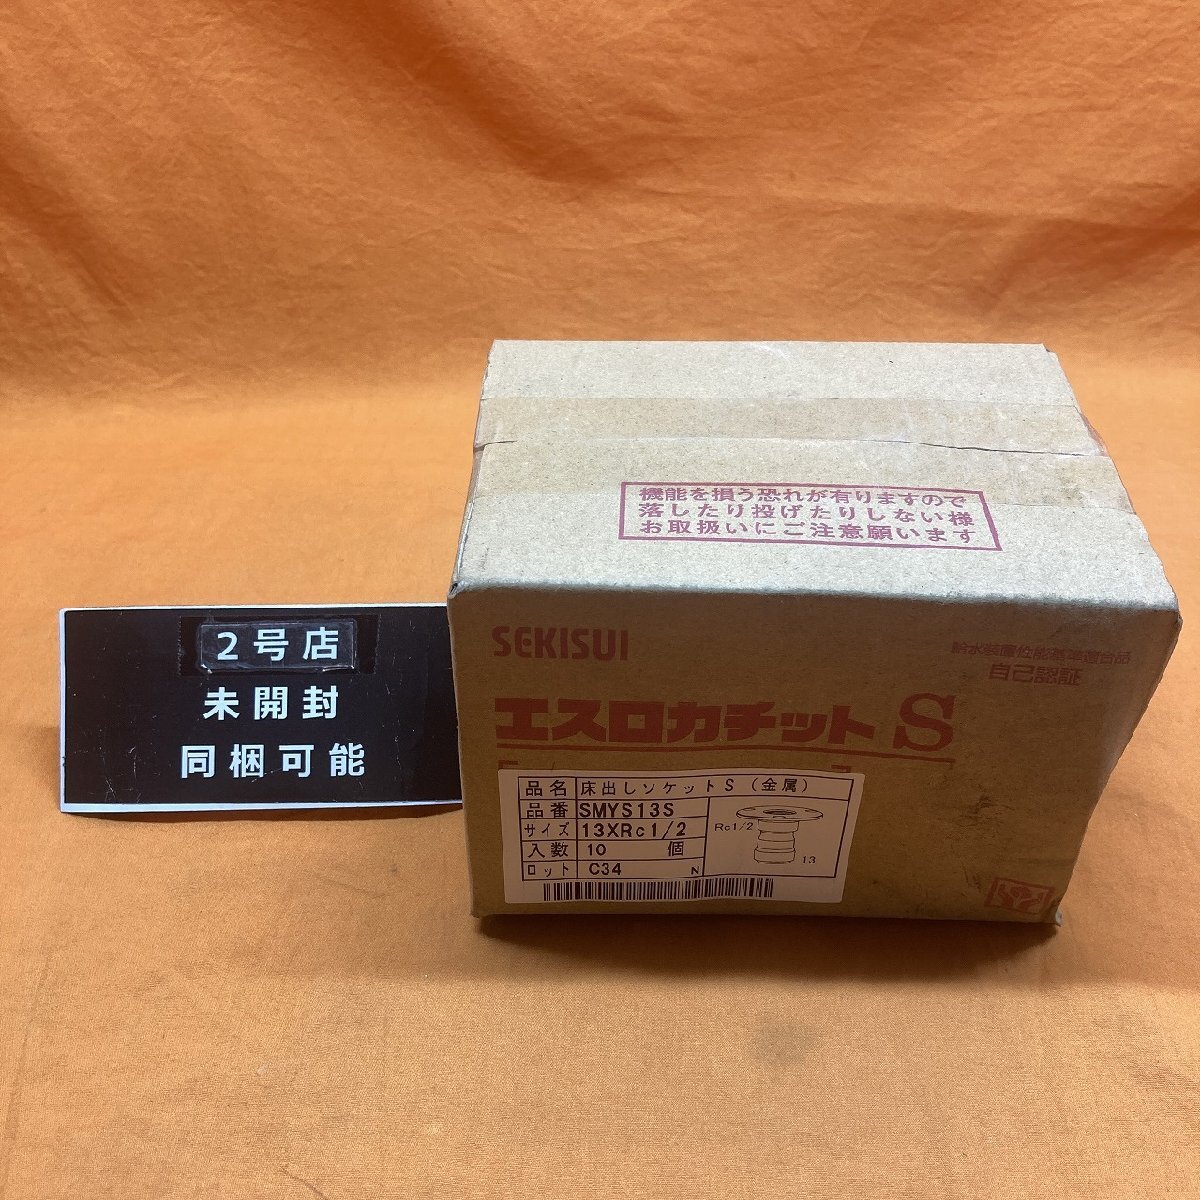 機能を損う恐れが有りますので
落したり投げたりしない様
お取扱いにご注意願います
SEKISUI
給水装置性能基準適合品
自己認証
エスロカチットS
品名 床出しソケットS（金属）
品番 SMYS13S
サイズ 13XRc1/2
入数 10 個
ロット C34 N
Rc1/2
13
2号店
未開封
同梱可能